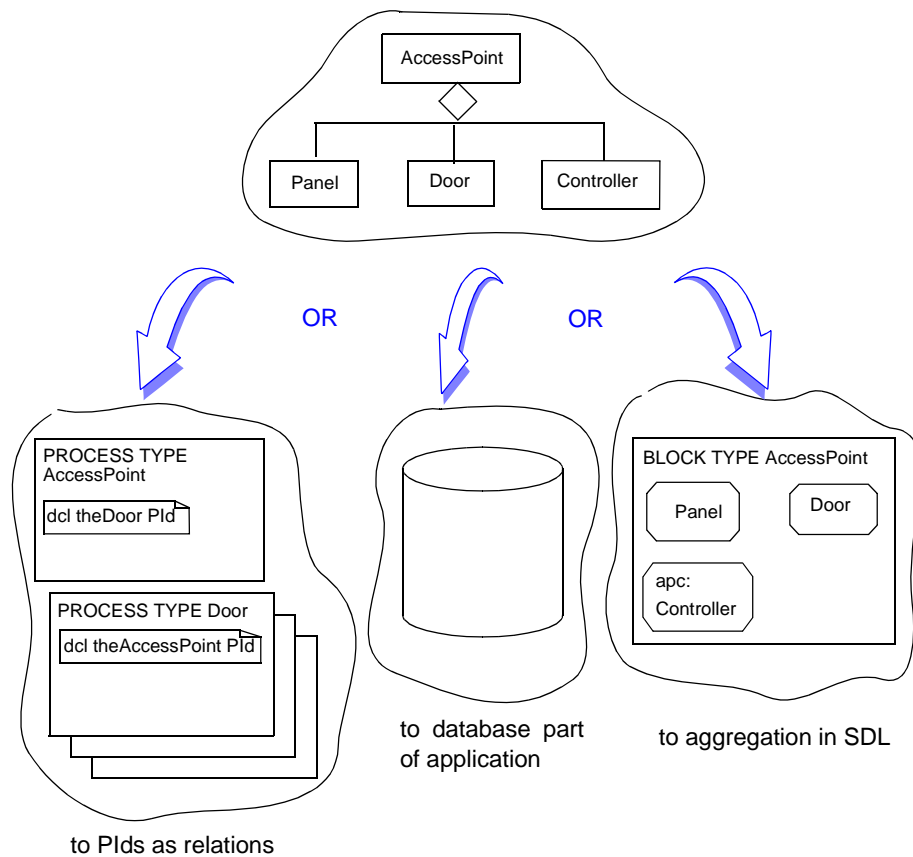 AccessPoint
Panel
Door
Controller
OR
OR
PROCESS TYPE
AccessPoint
dcl theDoor PId
PROCESS TYPE Door
dcl theAccessPoint PId
to PIds as relations
to database part
of application
BLOCK TYPE AccessPoint
Panel
Door
apc:
Controller
to aggregation in SDL